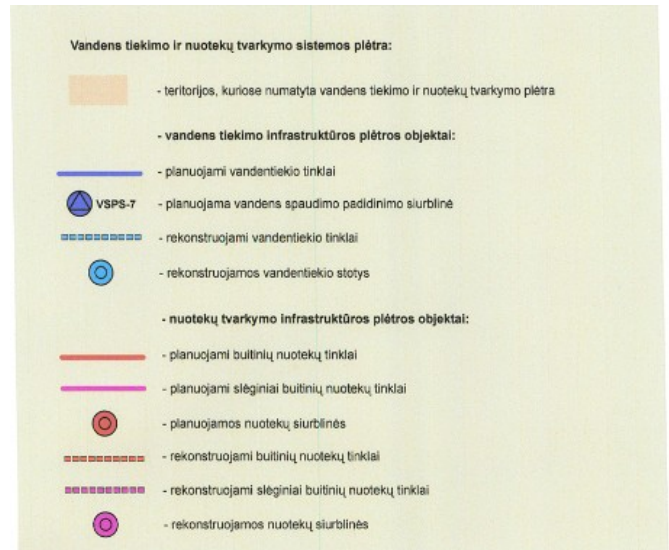 Vandens tiekimo ir nuotekų tvarkymo sistemos plėtra:
- teritorijos, kuriose numatyta vandens tiekimo ir nuotekų tvarkymo plėtra
- vandens tiekimo infrastruktūros plėtros objektai:
- planuojami vandentiekio tinklai
VSPS-7 - planuojama vandens spaudimo padidinimo siurblinė
- rekonstruojami vandentiekio tinklai
- rekonstruojamos vandentiekio stotys
- nuotekų tvarkymo infrastruktūros plėtros objektai:
- planuojami buitinių nuotekų tinklai
- planuojami slėginiai buitinių nuotekų tinklai
- planuojamos nuotekų siurblinės
- rekonstruojami buitinių nuotekų tinklai
- rekonstruojami slėginiai buitinių nuotekų tinklai
- rekonstruojamos nuotekų siurblinės